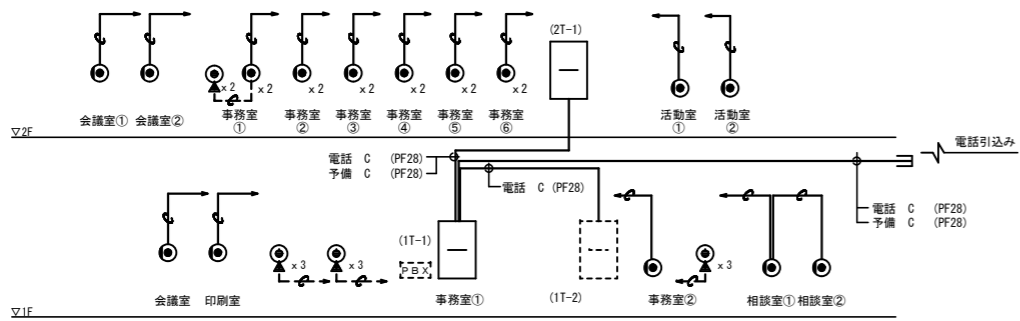 (2T-1)
x 2
x 2
x 2
x 2
x 2
x 2
x 2
会議室①
会議室②
事務室
①
事務室
②
事務室
③
事務室
④
事務室
⑤
事務室
⑥
活動室
①
活動室
②
▽2F
電話引込み
電話 C (PF28)
予備 C (PF28)
電話 C (PF28)
電話 C (PF28)
予備 C (PF28)
(1T-1)
x 3
x 3
PBX
x 3
会議室
印刷室
事務室①
(1T-2)
事務室②
相談室①
相談室②
▽1F